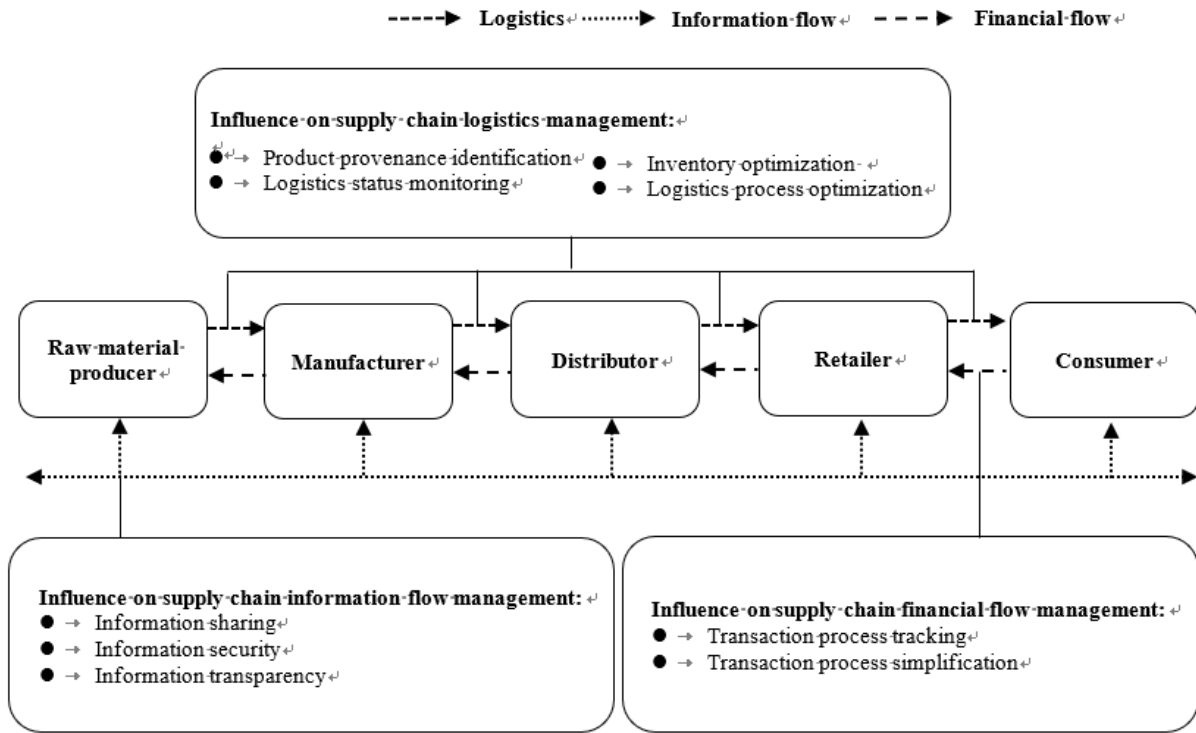 Logistics Information flow Financial flow
Influence on supply chain logistics management:
Product provenance identification
Logistics status monitoring
Inventory optimization
Logistics process optimization
Raw material
producer
Manufacturer
Distributor
Retailer
Consumer
Influence on supply chain information flow management:
Information sharing
Information security
Information transparency
Influence on supply chain financial flow management:
Transaction process tracking
Transaction process simplification